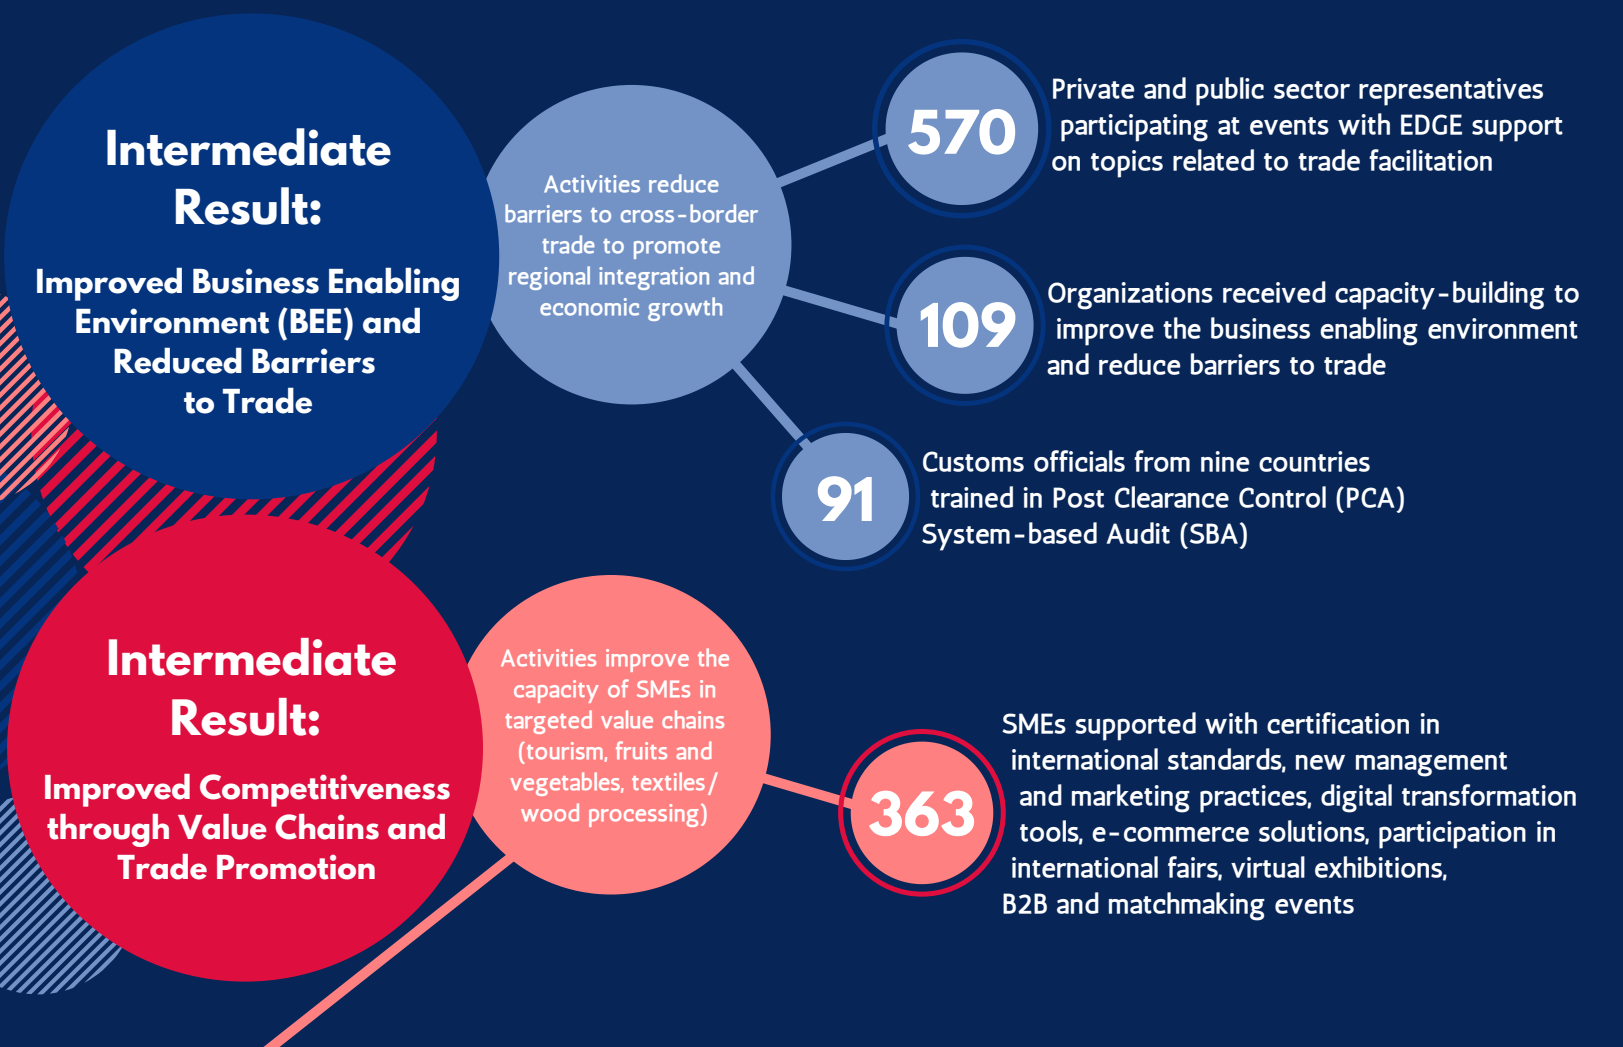 Intermediate
Result:
Improved Business Enabling
Environment (BEE) and
Reduced Barriers
to Trade
Activities reduce
barriers to cross-border
trade to promote
regional integration and
economic growth
570
Private and public sector representatives
participating at events with EDGE support
on topics related to trade facilitation
109
Organizations received capacity-building to
improve the business enabling environment
and reduce barriers to trade
91
Customs officials from nine countries
trained in Post Clearance Control (PCA)
System-based Audit (SBA)
Intermediate
Result:
Improved Competitiveness
through Value Chains and
Trade Promotion
Activities improve the
capacity of SMEs in
targeted value chains
(tourism, fruits and
vegetables, textiles/
wood processing)
363
SMEs supported with certification in
international standards, new management
and marketing practices, digital transformation
tools, e-commerce solutions, participation in
international fairs, virtual exhibitions,
B2B and matchmaking events